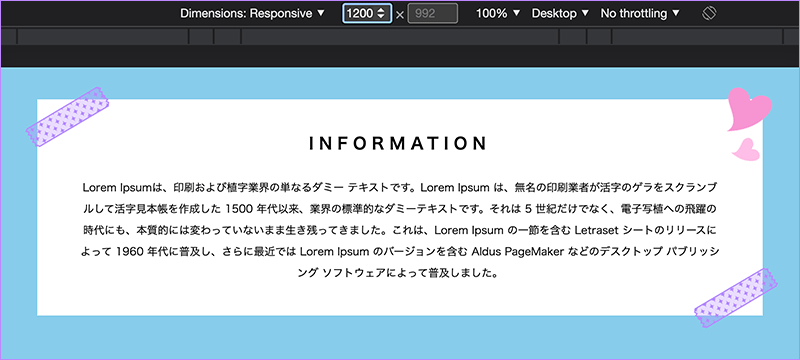 Dimensions: Responsive ▼ 1200 × 992 100% ▼ Desktop ▼ No throttling ▼
INFORMATION
Lorem Ipsumは、印刷および植字業界の単なるダミー テキストです。Lorem Ipsum は、無名の印刷業者が活字のゲラをスクランブ
ルして活字見本帳を作成した 1500 年代以来、業界の標準的なダミーテキストです。それは 5 世紀だけでなく、電子写植への飛躍の
時代にも、本質的には変わっていないまま生き残ってきました。これは、Lorem Ipsum の一節を含む Letraset シートのリリースに
よって 1960 年代に普及し、さらに最近では Lorem Ipsum のバージョンを含む Aldus PageMaker などのデスクトップ パブリッシ
ング ソフトウェアによって普及しました。